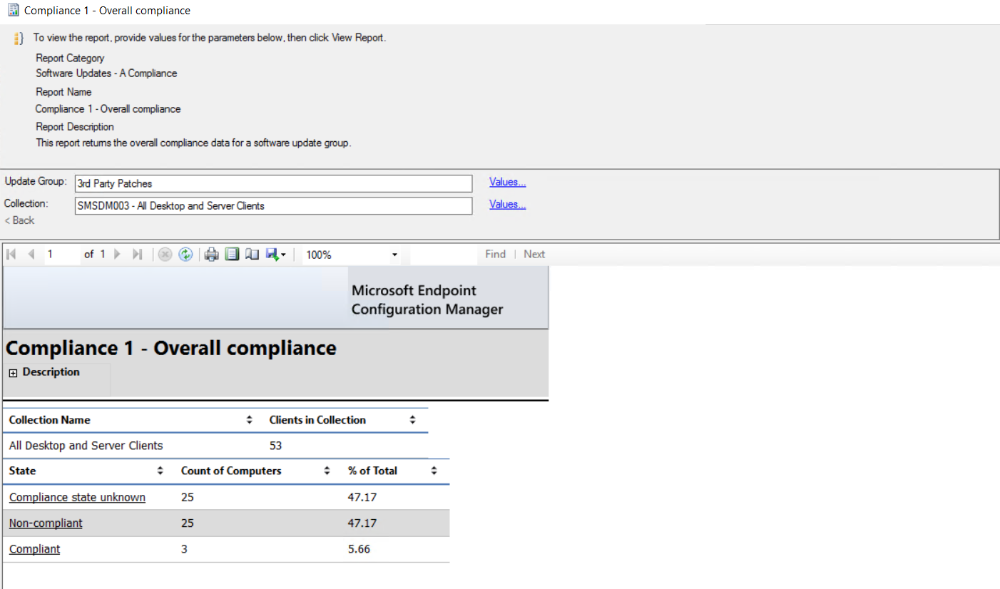 Compliance 1 - Overall compliance
To view the report, provide values for the parameters below, then click View Report.
Report Category
Software Updates - A Compliance
Report Name
Compliance 1 - Overall compliance
Report Description
This report returns the overall compliance data for a software update group.
Update Group: 3rd Party Patches Values...
Collection: SMSDM003 - All Desktop and Server Clients Values...
< Back
1 of 1 100% Find | Next
Microsoft Endpoint
Configuration Manager
Compliance 1 - Overall compliance
Description
Collection Name Clients in Collection
All Desktop and Server Clients 53
State Count of Computers % of Total
Compliance state unknown 25 47.17
Non-compliant 25 47.17
Compliant 3 5.66